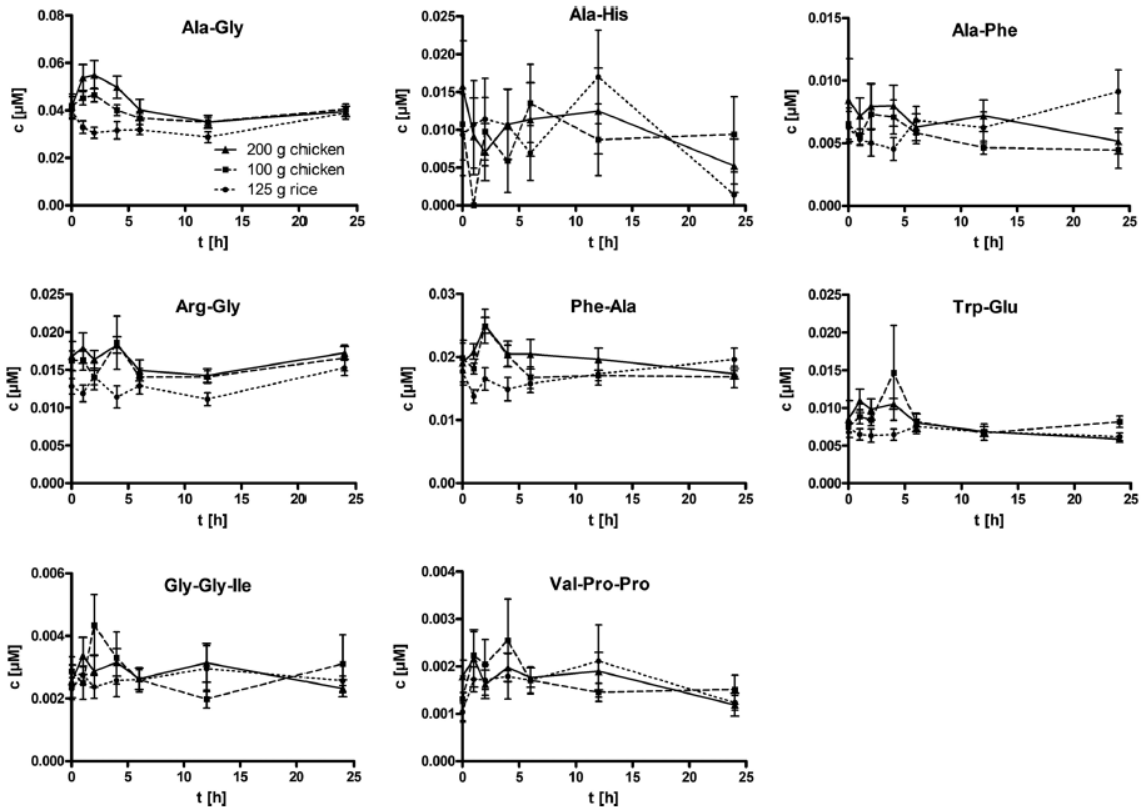 Ala-Gly
0.08
0.06
0.04
0.02
0.00
c [µM]
200 g chicken
100 g chicken
125 g rice
0 5 10 15 20 25
t [h]
Ala-His
0.025
0.020
0.015
0.010
0.005
0.000
c [µM]
0 5 10 15 20 25
t [h]
Ala-Phe
0.015
0.010
0.005
0.000
c [µM]
0 5 10 15 20 25
t [h]
Arg-Gly
0.025
0.020
0.015
0.010
0.005
0.000
c [µM]
0 5 10 15 20 25
t [h]
Phe-Ala
0.03
0.02
0.01
0.00
c [µM]
0 5 10 15 20 25
t [h]
Trp-Glu
0.025
0.020
0.015
0.010
0.005
0.000
c [µM]
0 5 10 15 20 25
t [h]
Gly-Gly-Ile
0.006
0.004
0.002
0.000
c [µM]
0 5 10 15 20 25
t [h]
Val-Pro-Pro
0.004
0.003
0.002
0.001
0.000
c [µM]
0 5 10 15 20 25
t [h]